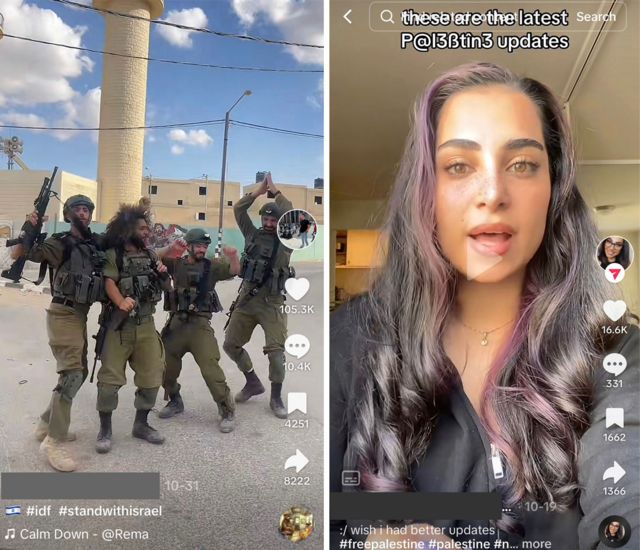 105.3K
10.4K
4251
8222
10-31
🇮🇱 #idf #standwithisrael
♫ Calm Down - @Rema
Search
these are the latest
P@l3ßtîn3 updates
16.6K
331
1662
1366
... 10-19
:/ wish i had better updates
#freepalestine #palestine #n... more